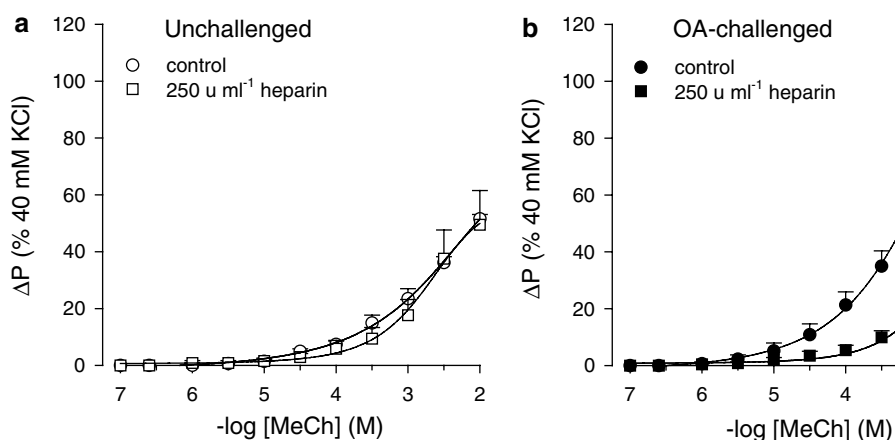 a
Unchallenged
control
250 u ml-1 heparin
ΔP (% 40 mM KCl)
120
100
80
60
40
20
0
7 6 5 4 3 2
-log [MeCh] (M)
b
OA-challenged
control
250 u ml-1 heparin
ΔP (% 40 mM KCl)
120
100
80
60
40
20
0
7 6 5 4
-log [MeCh] (M)